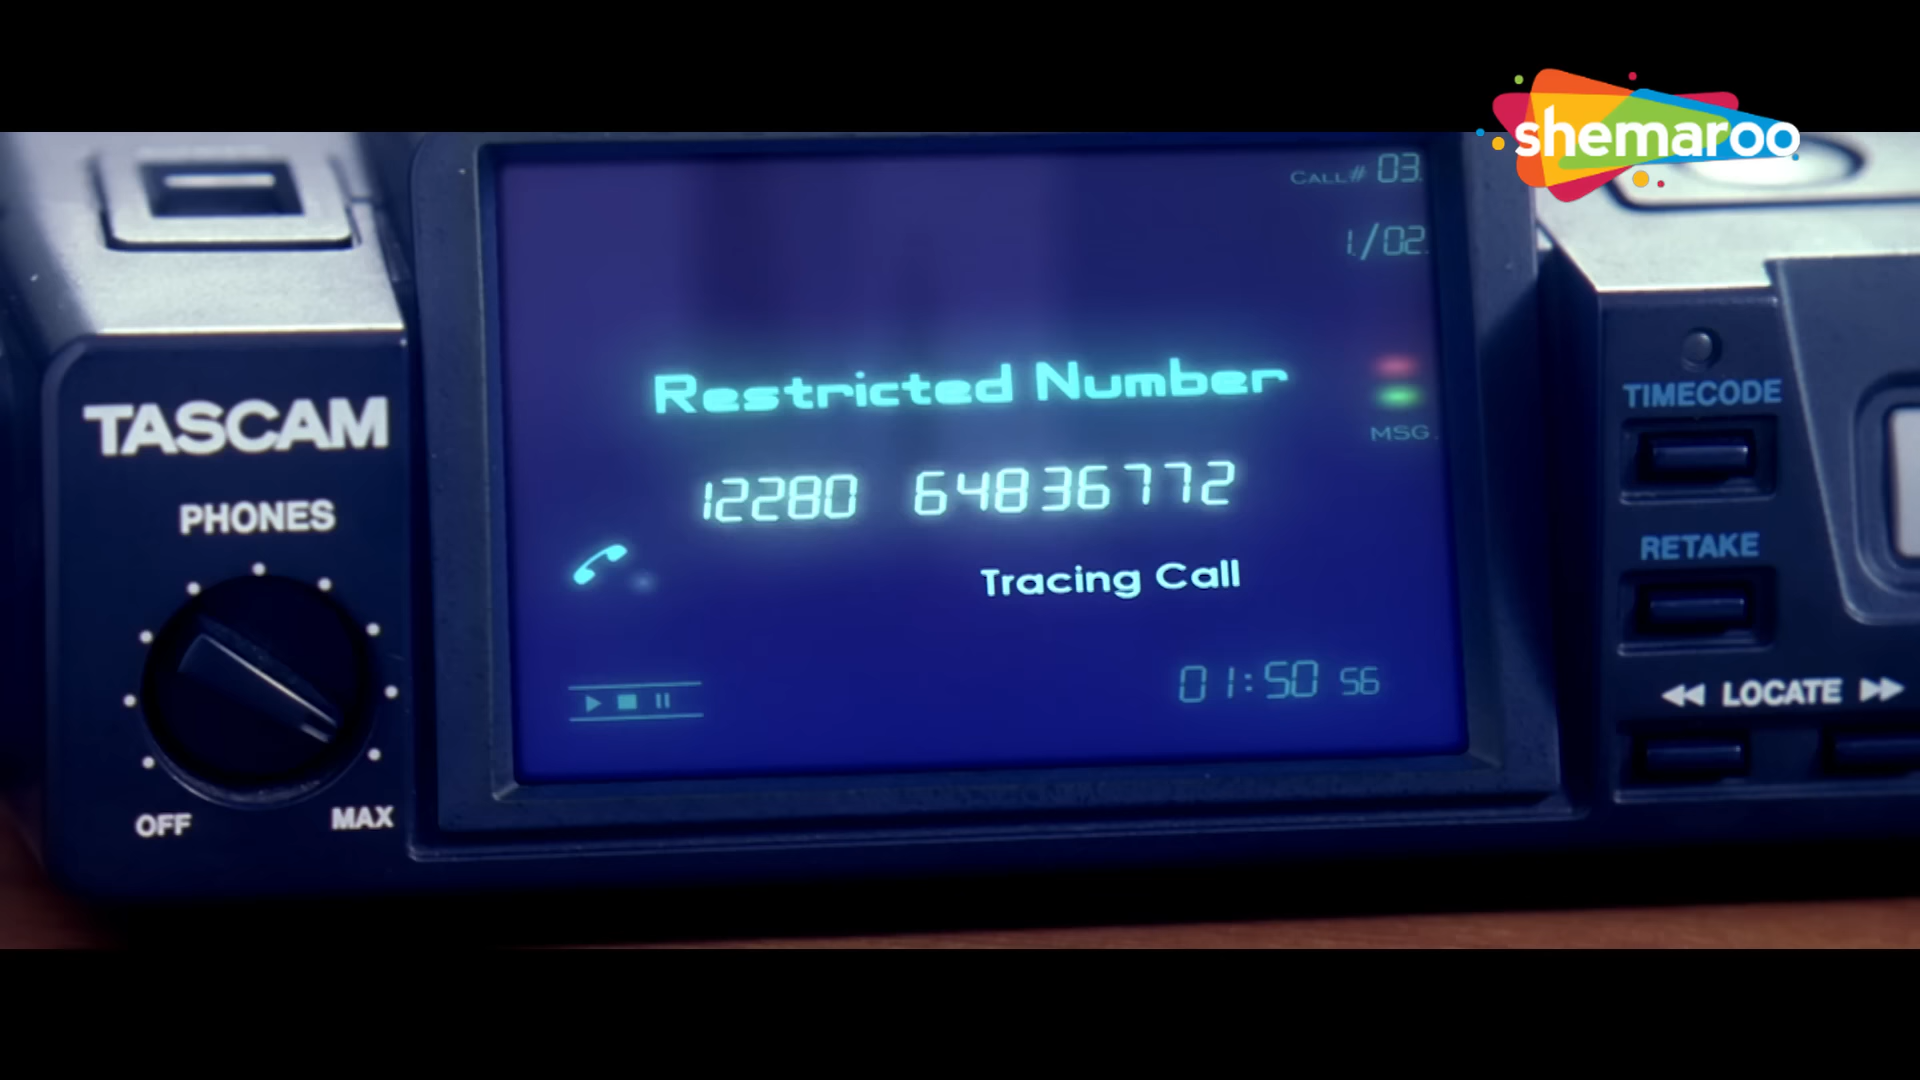 shemaroo
CALL# 03
1/02
Restricted Number
12280 64836772
MSG
Tracing Call
01:50 56
TASCAM
PHONES
OFF
MAX
TIMECODE
RETAKE
LOCATE